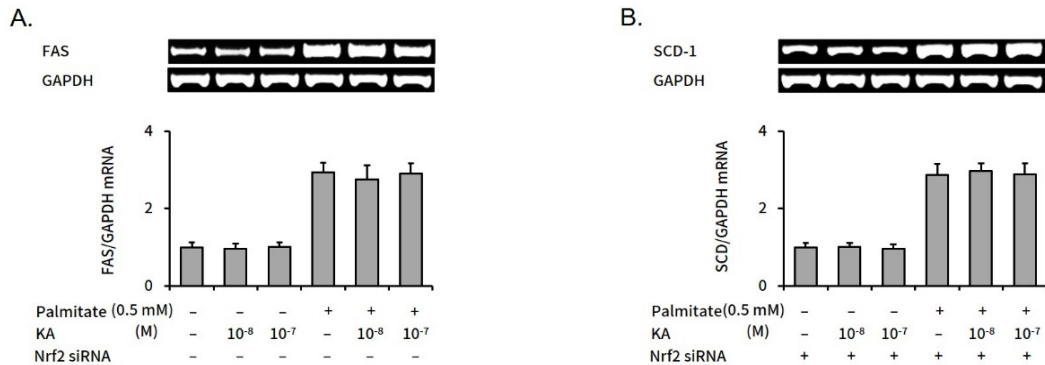 A.
FAS
GAPDH
4
2
0
FAS/GAPDH mRNA
Palmitate (0.5 mM) – – – + + +
KA (M) – 10⁻⁸ 10⁻⁷ – 10⁻⁸ 10⁻⁷
Nrf2 siRNA – – – – – –
B.
SCD-1
GAPDH
4
2
0
SCD/GAPDH mRNA
Palmitate(0.5 mM) – – – + + +
KA (M) – 10⁻⁸ 10⁻⁷ – 10⁻⁸ 10⁻⁷
Nrf2 siRNA + + + + + +